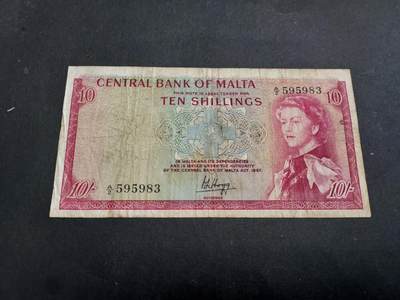 CENTRAL BANK OF MALTA
10 THIS NOTE IS LEGAL TENDER FOR 10
TEN SHILLINGS
A/2 595983
IN MALTA AND ITS DEPENDENCIES
AND IS ISSUED UNDER THE AUTHORITY
OF THE CENTRAL BANK OF MALTA ACT, 1967.
A/2 595983
GOVERNOR
10/- 10/-